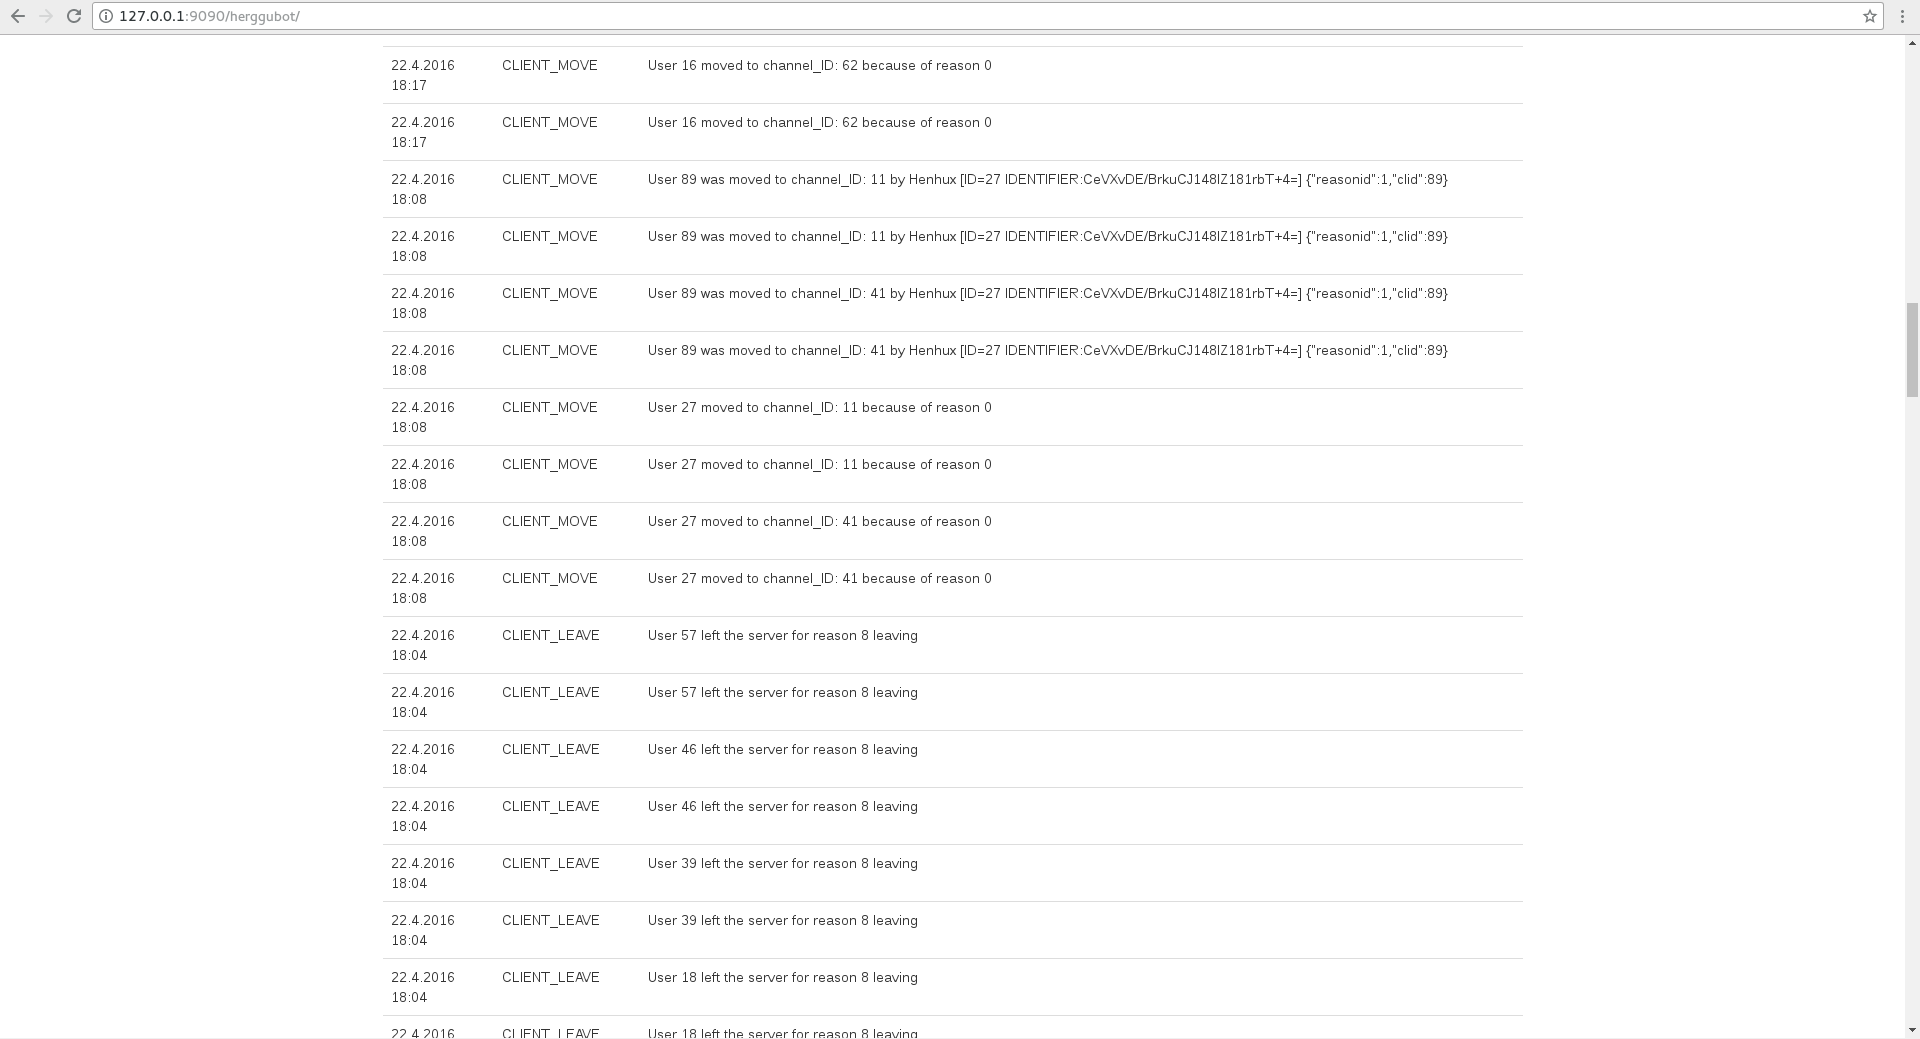 127.0.0.1:9090/herggubot/
22.4.2016 CLIENT_MOVE User 16 moved to channel_ID: 62 because of reason 0
18:17
22.4.2016 CLIENT_MOVE User 16 moved to channel_ID: 62 because of reason 0
18:17
22.4.2016 CLIENT_MOVE User 89 was moved to channel_ID: 11 by Henhux [ID=27 IDENTIFIER:CeVXvDE/BrkuCJ148lZ181rbT+4=] {"reasonid":1,"clid":89}
18:08
22.4.2016 CLIENT_MOVE User 89 was moved to channel_ID: 11 by Henhux [ID=27 IDENTIFIER:CeVXvDE/BrkuCJ148lZ181rbT+4=] {"reasonid":1,"clid":89}
18:08
22.4.2016 CLIENT_MOVE User 89 was moved to channel_ID: 41 by Henhux [ID=27 IDENTIFIER:CeVXvDE/BrkuCJ148lZ181rbT+4=] {"reasonid":1,"clid":89}
18:08
22.4.2016 CLIENT_MOVE User 89 was moved to channel_ID: 41 by Henhux [ID=27 IDENTIFIER:CeVXvDE/BrkuCJ148lZ181rbT+4=] {"reasonid":1,"clid":89}
18:08
22.4.2016 CLIENT_MOVE User 27 moved to channel_ID: 11 because of reason 0
18:08
22.4.2016 CLIENT_MOVE User 27 moved to channel_ID: 11 because of reason 0
18:08
22.4.2016 CLIENT_MOVE User 27 moved to channel_ID: 41 because of reason 0
18:08
22.4.2016 CLIENT_MOVE User 27 moved to channel_ID: 41 because of reason 0
18:08
22.4.2016 CLIENT_LEAVE User 57 left the server for reason 8 leaving
18:04
22.4.2016 CLIENT_LEAVE User 57 left the server for reason 8 leaving
18:04
22.4.2016 CLIENT_LEAVE User 46 left the server for reason 8 leaving
18:04
22.4.2016 CLIENT_LEAVE User 46 left the server for reason 8 leaving
18:04
22.4.2016 CLIENT_LEAVE User 39 left the server for reason 8 leaving
18:04
22.4.2016 CLIENT_LEAVE User 39 left the server for reason 8 leaving
18:04
22.4.2016 CLIENT_LEAVE User 18 left the server for reason 8 leaving
18:04
22.4.2016 CLIENT_LEAVE User 18 left the server for reason 8 leaving